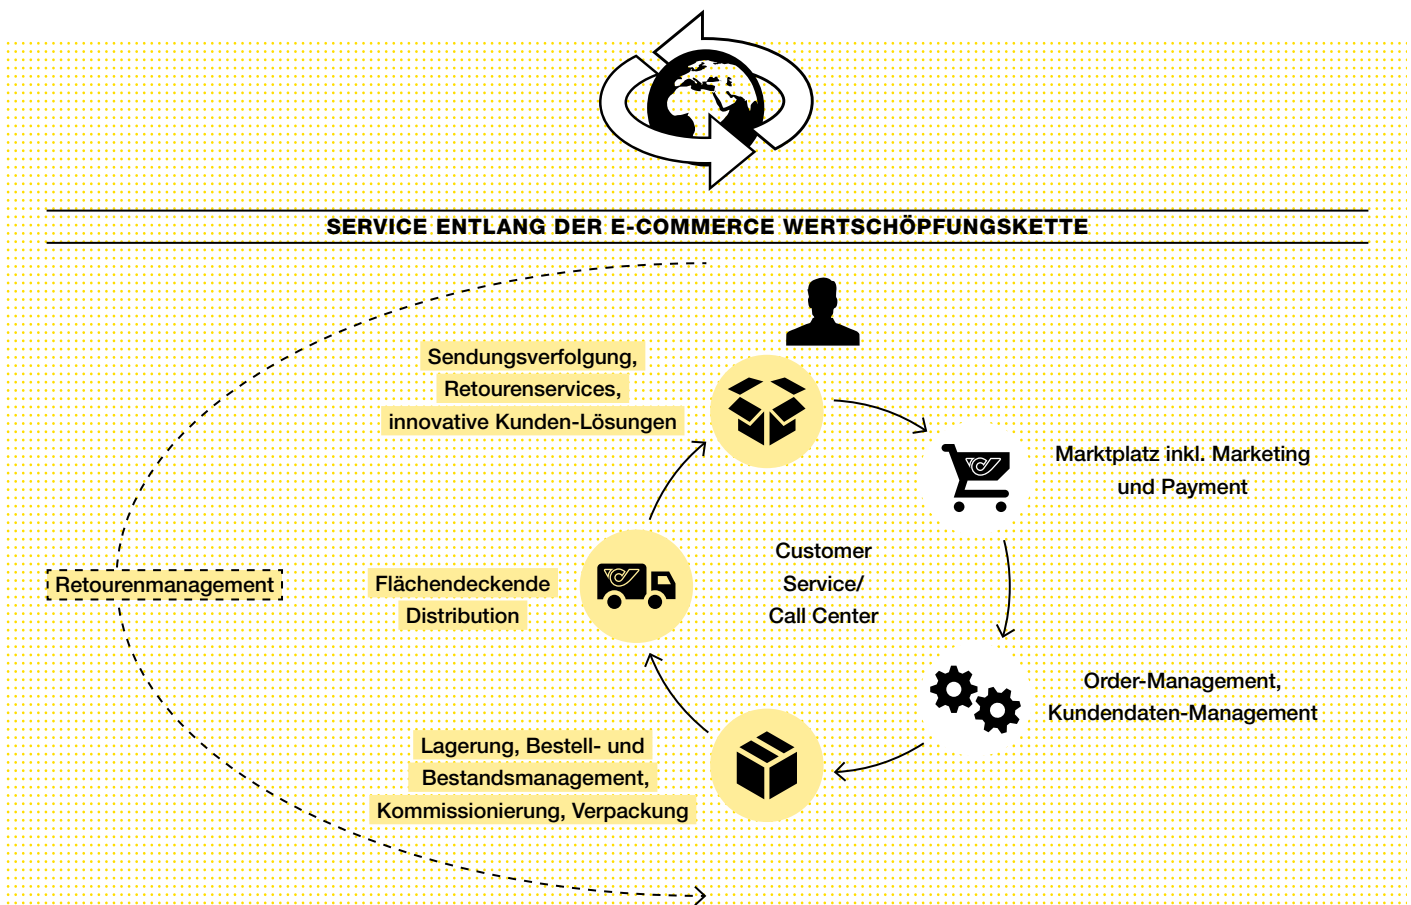 SERVICE ENTLANG DER E-COMMERCE WERTSCHÖPFUNGSKETTE
Sendungsverfolgung,
Retourenservices,
innovative Kunden-Lösungen
Marktplatz inkl. Marketing
und Payment
Customer
Service/
Call Center
Retourenmanagement
Flächendeckende
Distribution
Order-Management,
Kundendaten-Management
Lagerung, Bestell- und
Bestandsmanagement,
Kommissionierung, Verpackung